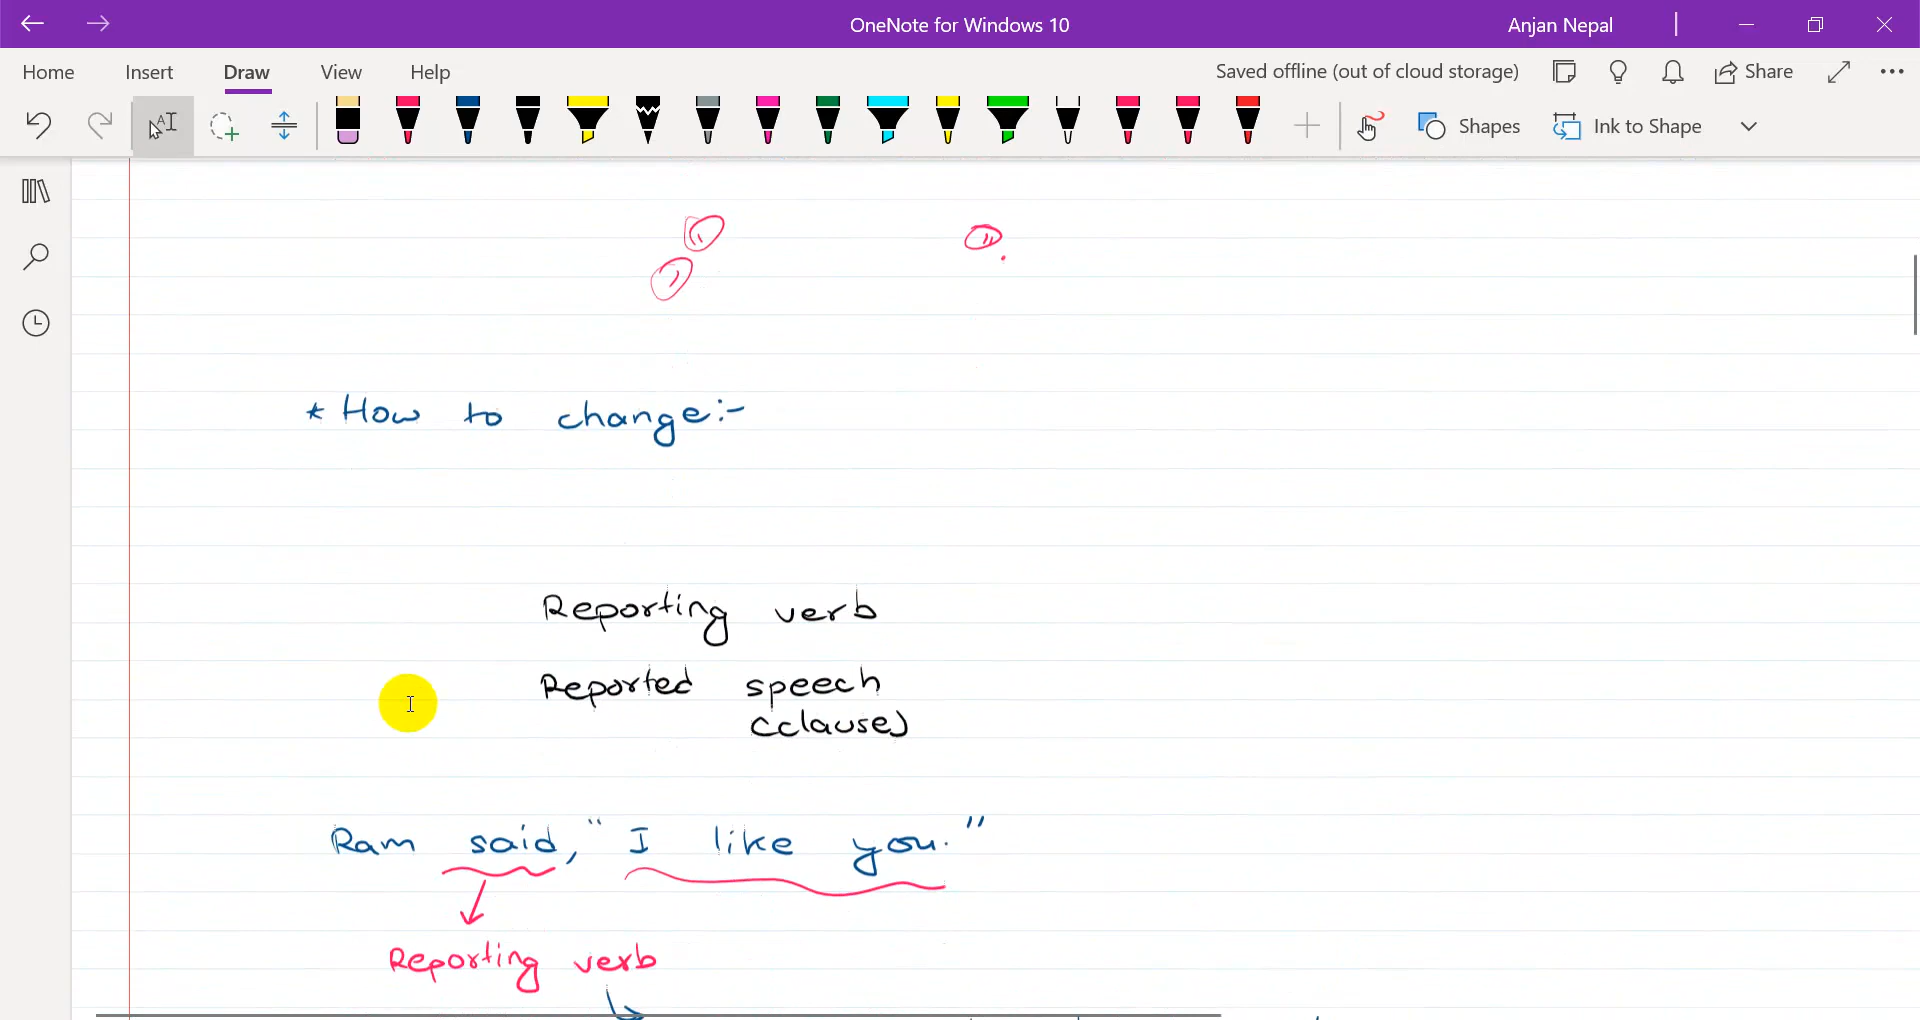 OneNote for Windows 10
Anjan Nepal
Home Insert Draw View Help
Saved offline (out of cloud storage)
Share
Shapes
Ink to Shape
* How to change:-
Reporting verb
Reported speech
(clause)
Ram said, "I like you."
Reporting verb